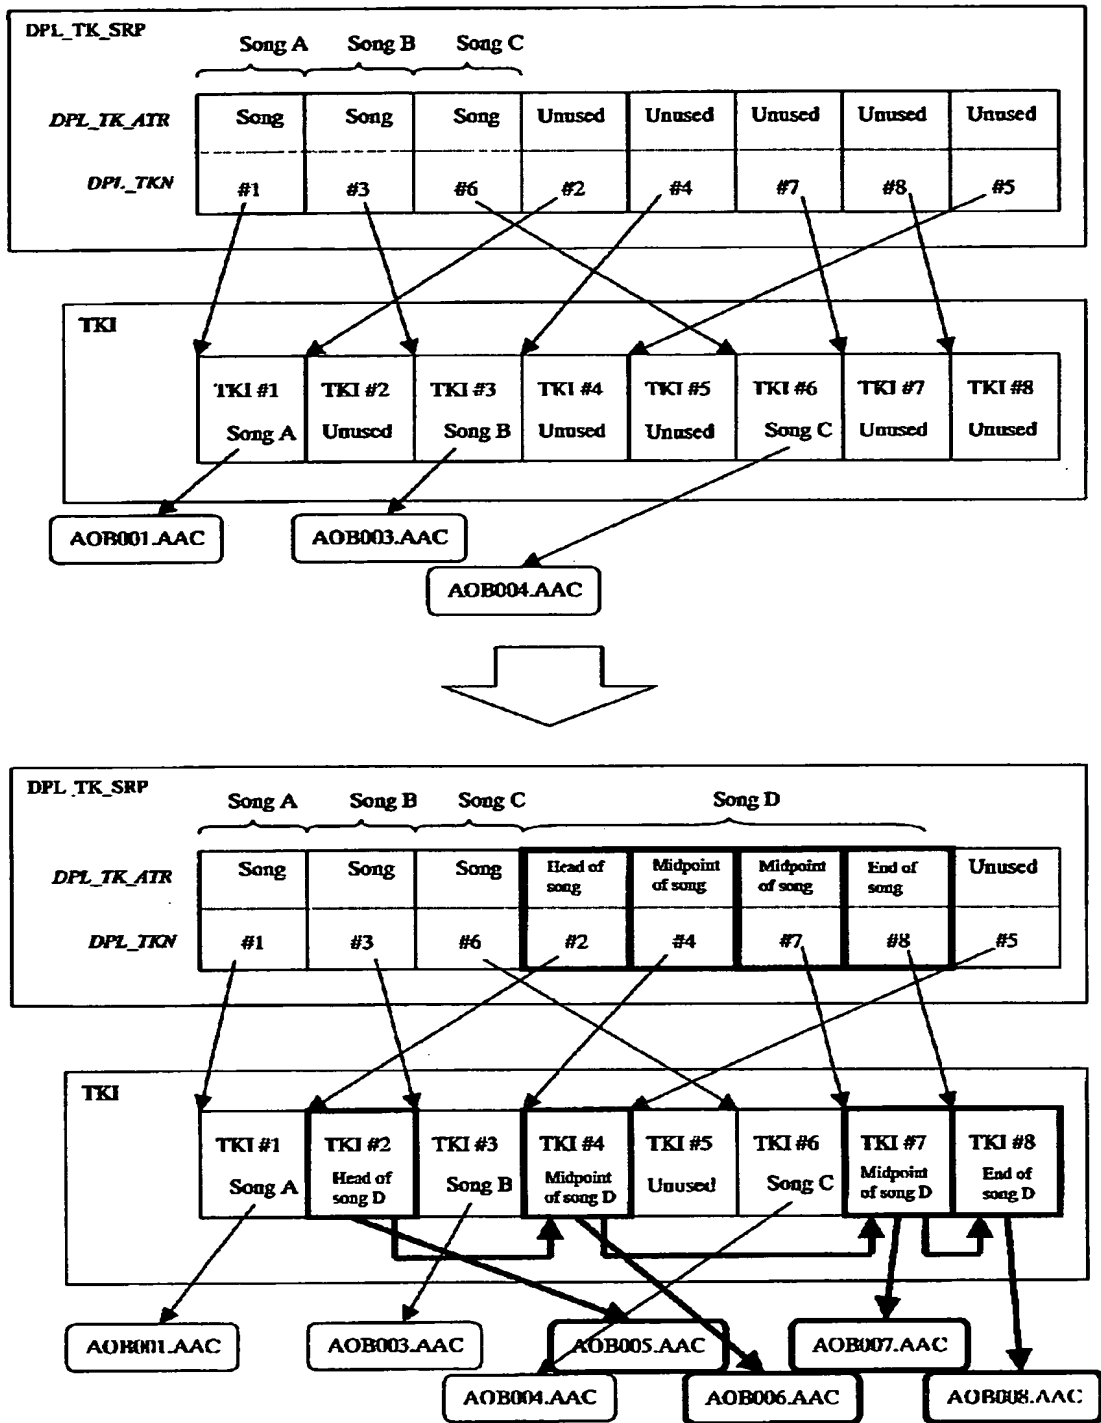 DPL_TK_SRP
Song A Song B Song C
DPL_TK_ATR Song Song Song Unused Unused Unused Unused Unused
DPL_TKN #1 #3 #6 #2 #4 #7 #8 #5
TKI
TKI #1 TKI #2 TKI #3 TKI #4 TKI #5 TKI #6 TKI #7 TKI #8
Song A Unused Song B Unused Unused Song C Unused Unused
AOB001.AAC AOB003.AAC
AOB004.AAC
DPL_TK_SRP
Song A Song B Song C Song D
DPL_TK_ATR Song Song Song Head of song Midpoint of song Midpoint of song End of song Unused
DPL_TKN #1 #3 #6 #2 #4 #7 #8 #5
TKI
TKI #1 TKI #2 TKI #3 TKI #4 TKI #5 TKI #6 TKI #7 TKI #8
Song A Head of song D Song B Midpoint of song D Unused Song C Midpoint of song D End of song D
AOB001.AAC AOB003.AAC AOB005.AAC AOB007.AAC
AOB004.AAC AOB006.AAC AOB008.AAC